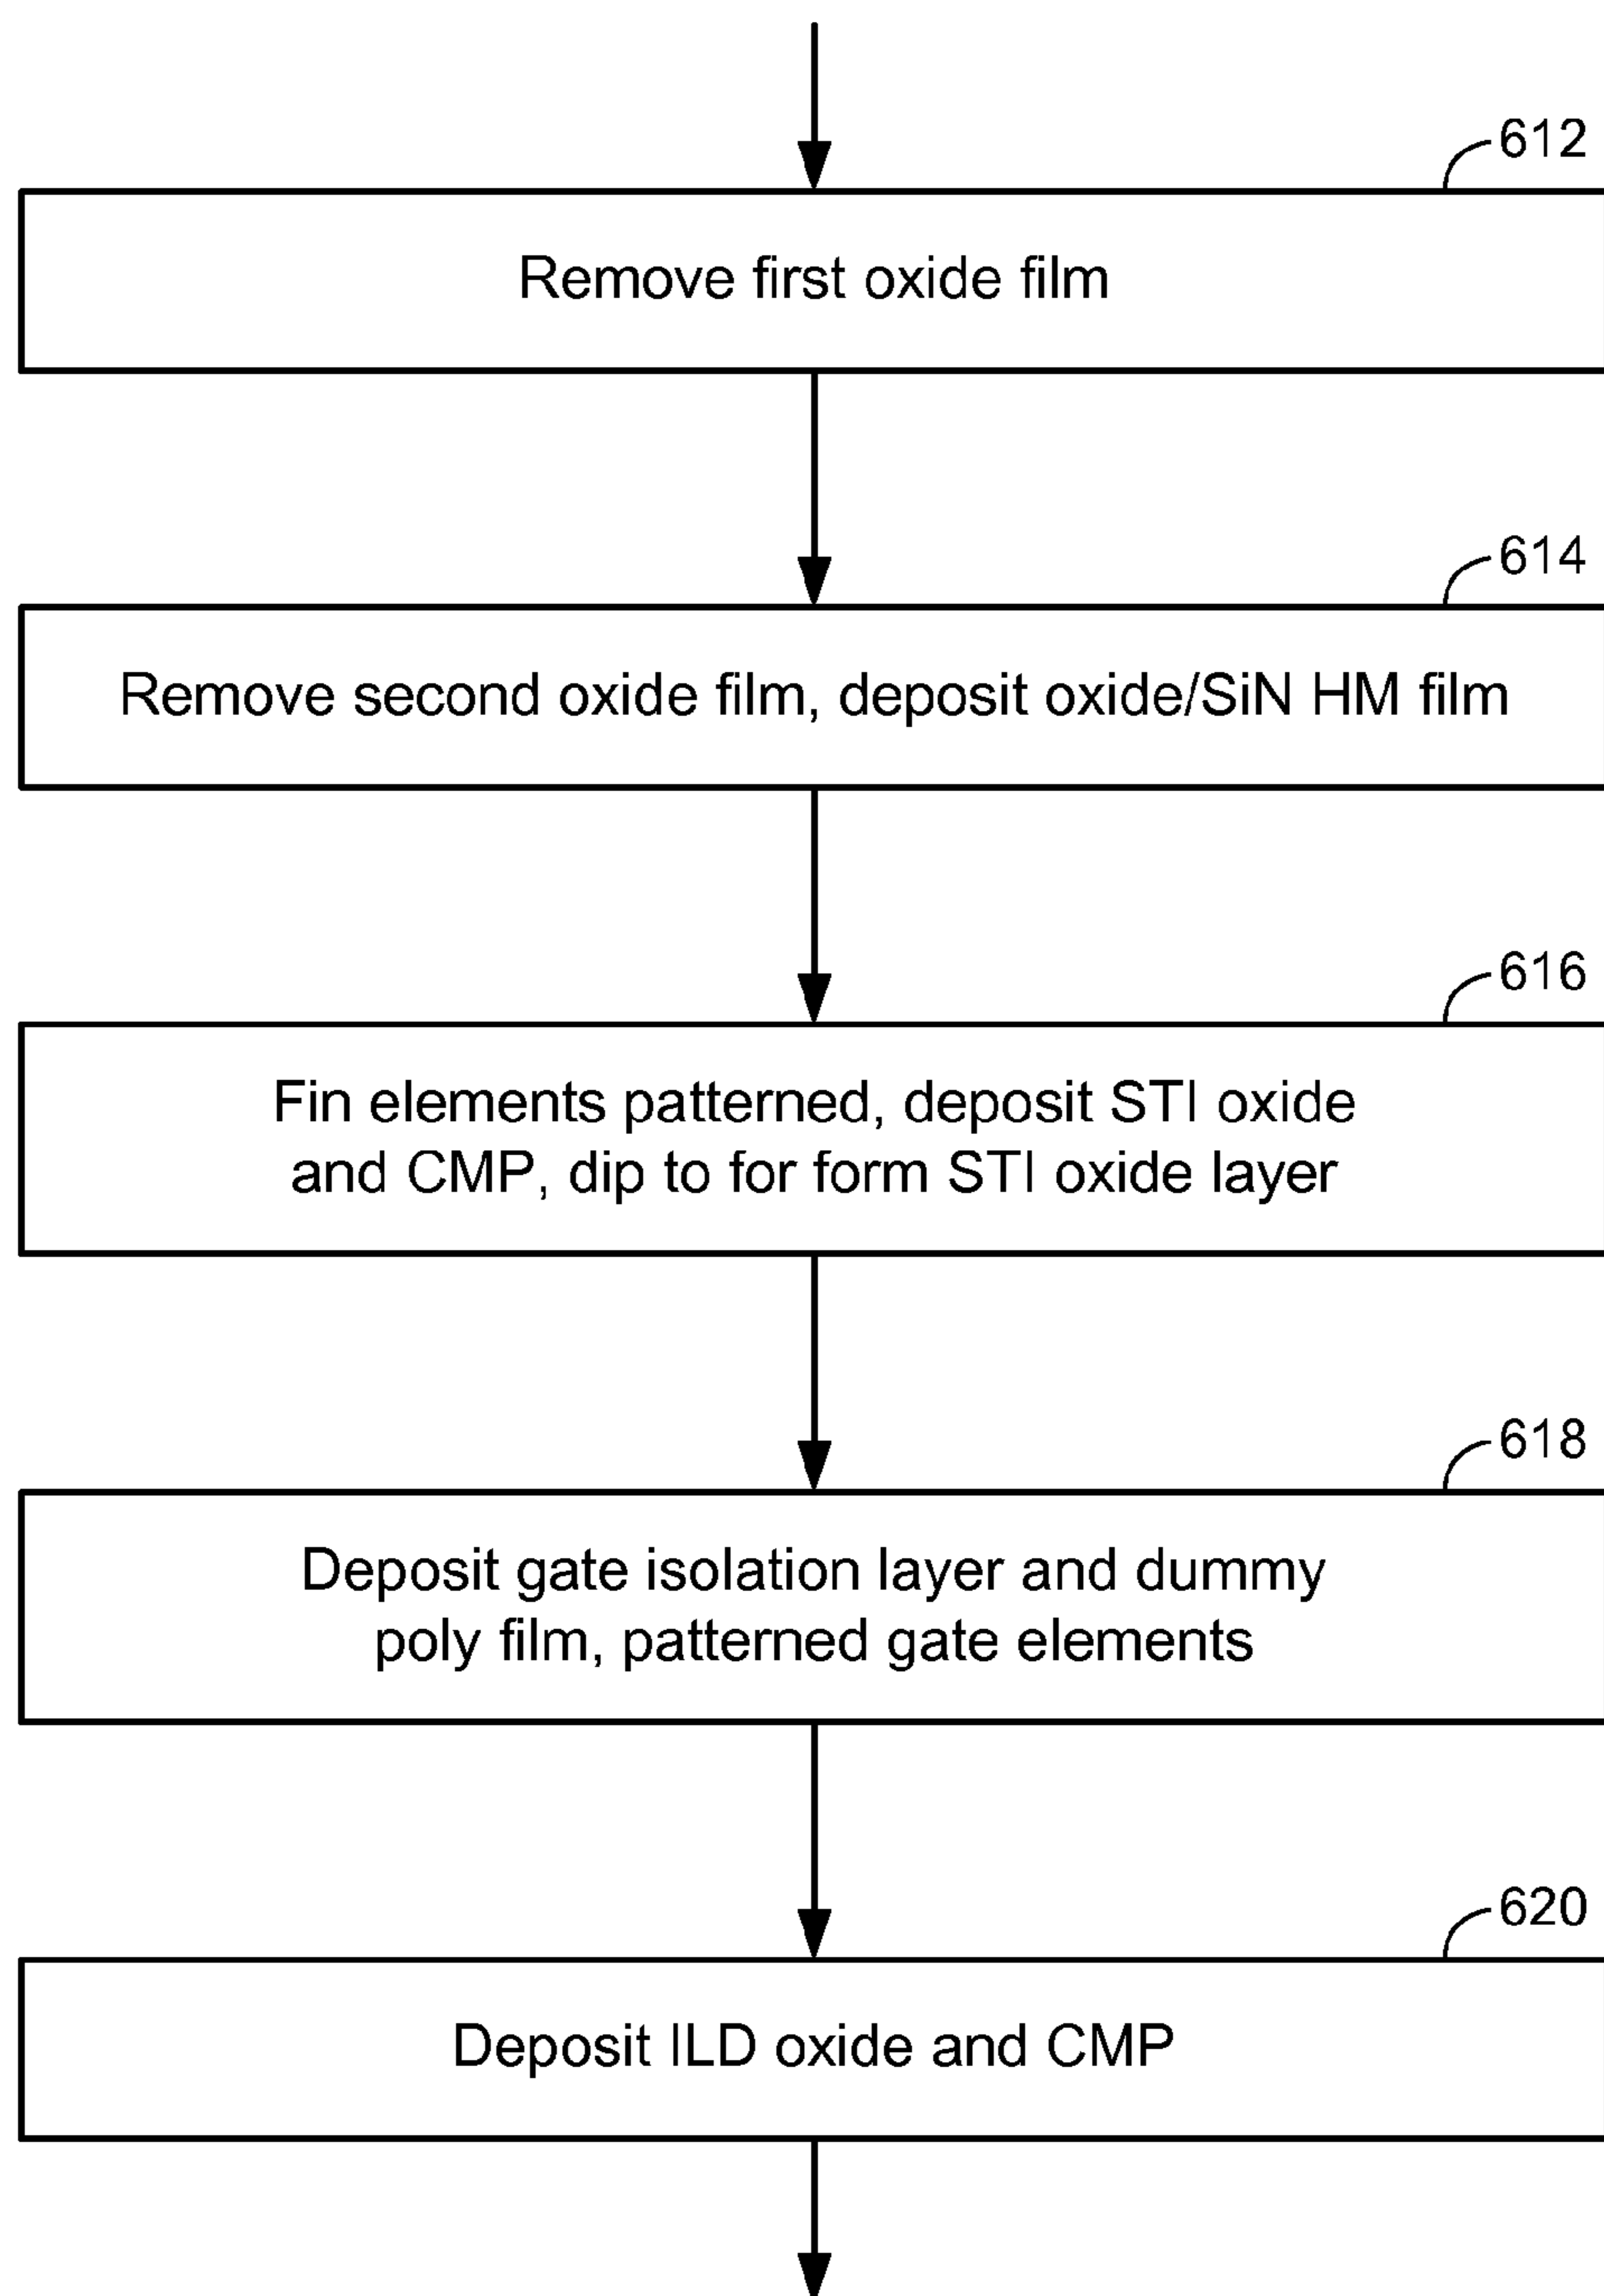 612
Remove first oxide film
614
Remove second oxide film, deposit oxide/SiN HM film
616
Fin elements patterned, deposit STI oxide
and CMP, dip to for form STI oxide layer
618
Deposit gate isolation layer and dummy
poly film, patterned gate elements
620
Deposit ILD oxide and CMP